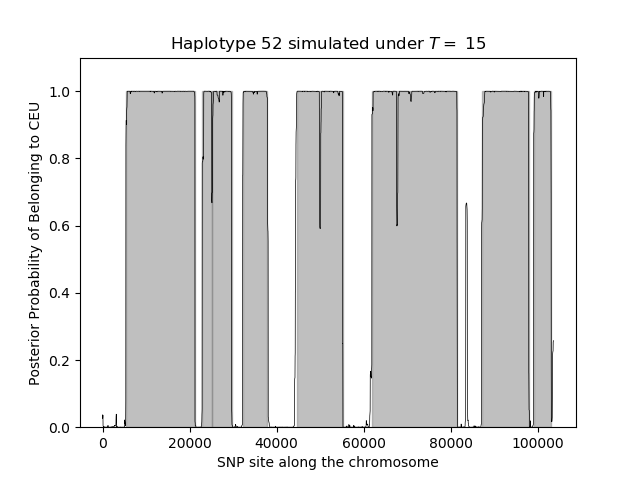 Haplotype 52 simulated under T = 15
Posterior Probability of Belonging to CEU
1.0
0.8
0.6
0.4
0.2
0.0
0 20000 40000 60000 80000 100000
SNP site along the chromosome